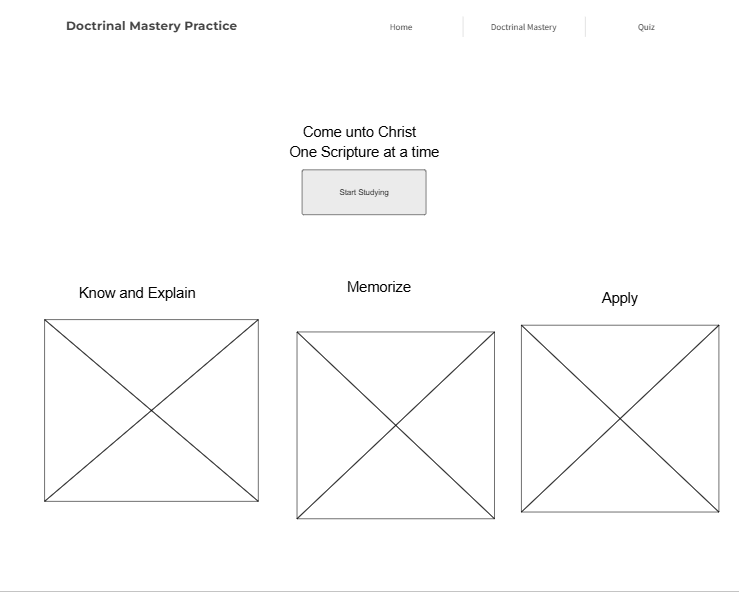 Doctrinal Mastery Practice
Home
Doctrinal Mastery
Quiz
Come unto Christ
One Scripture at a time
Start Studying
Know and Explain
Memorize
Apply